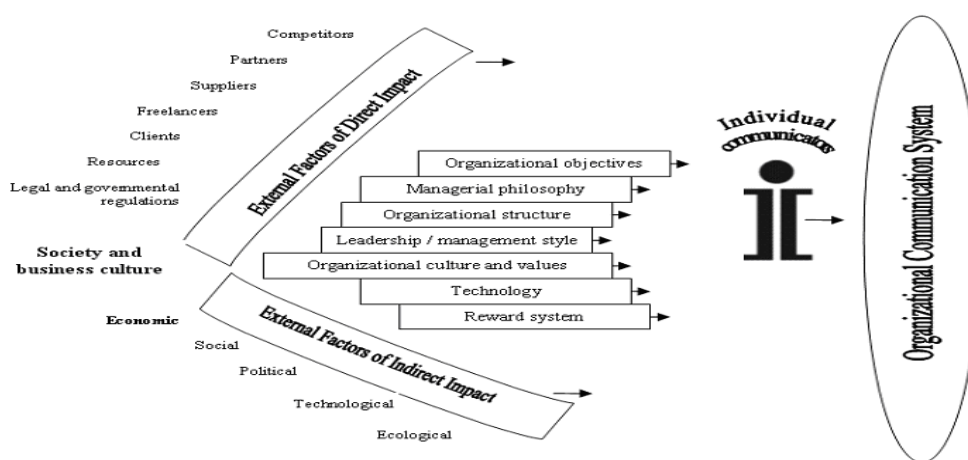 Competitors
Partners
Suppliers
Freelancers
Clients
Resources
Legal and governmental
regulations
External Factors of Direct Impact
Society and
business culture
Organizational objectives
Managerial philosophy
Organizational structure
Leadership / management style
Organizational culture and values
Technology
Reward system
Economic
Social
Political
Technological
Ecological
External Factors of Indirect Impact
Individual
communicators
Organizational Communication System